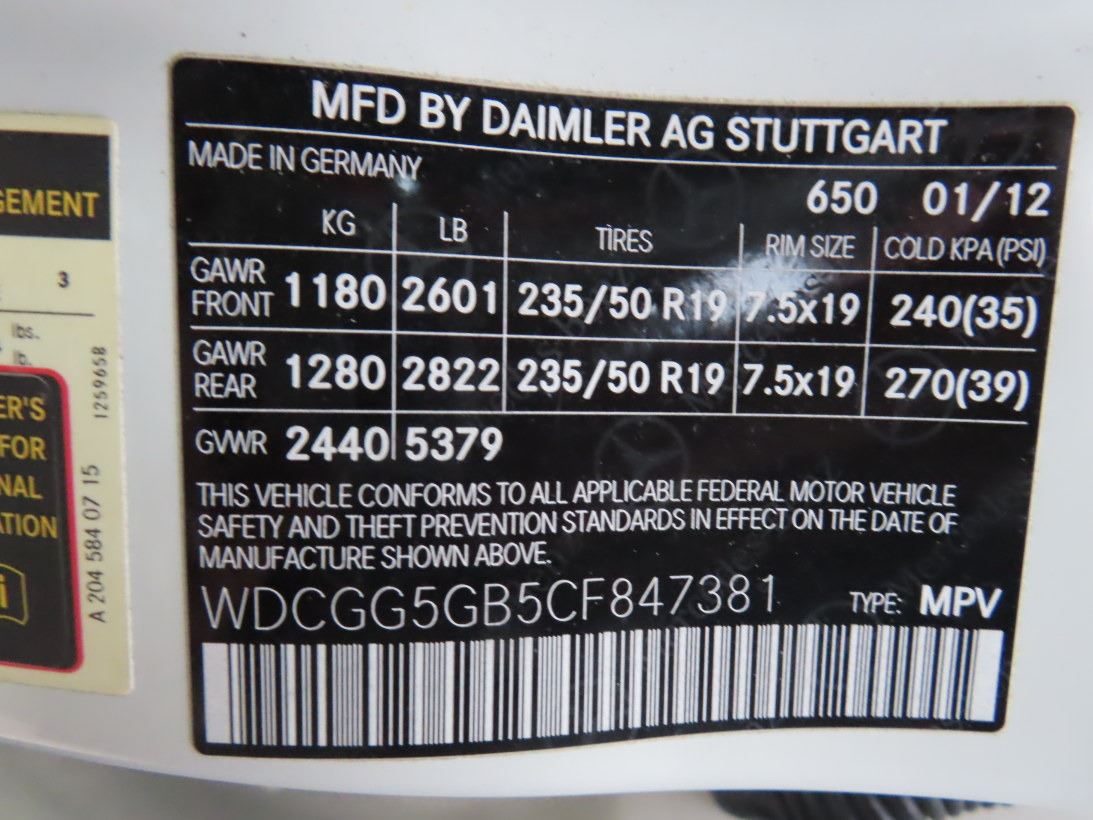 MFD BY DAIMLER AG STUTTGART
MADE IN GERMANY
650 01/12
KG LB TIRES RIM SIZE COLD KPA (PSI)
GAWR FRONT 1180 2601 235/50 R19 7.5x19 240(35)
GAWR REAR 1280 2822 235/50 R19 7.5x19 270(39)
GVWR 2440 5379
THIS VEHICLE CONFORMS TO ALL APPLICABLE FEDERAL MOTOR VEHICLE
SAFETY AND THEFT PREVENTION STANDARDS IN EFFECT ON THE DATE OF
MANUFACTURE SHOWN ABOVE.
WDCGG5GB5CF847381 TYPE: MPV
3
lbs.
lb.
ER'S
FOR
NAL
ATION
i
A 204 584 07 15 1259658